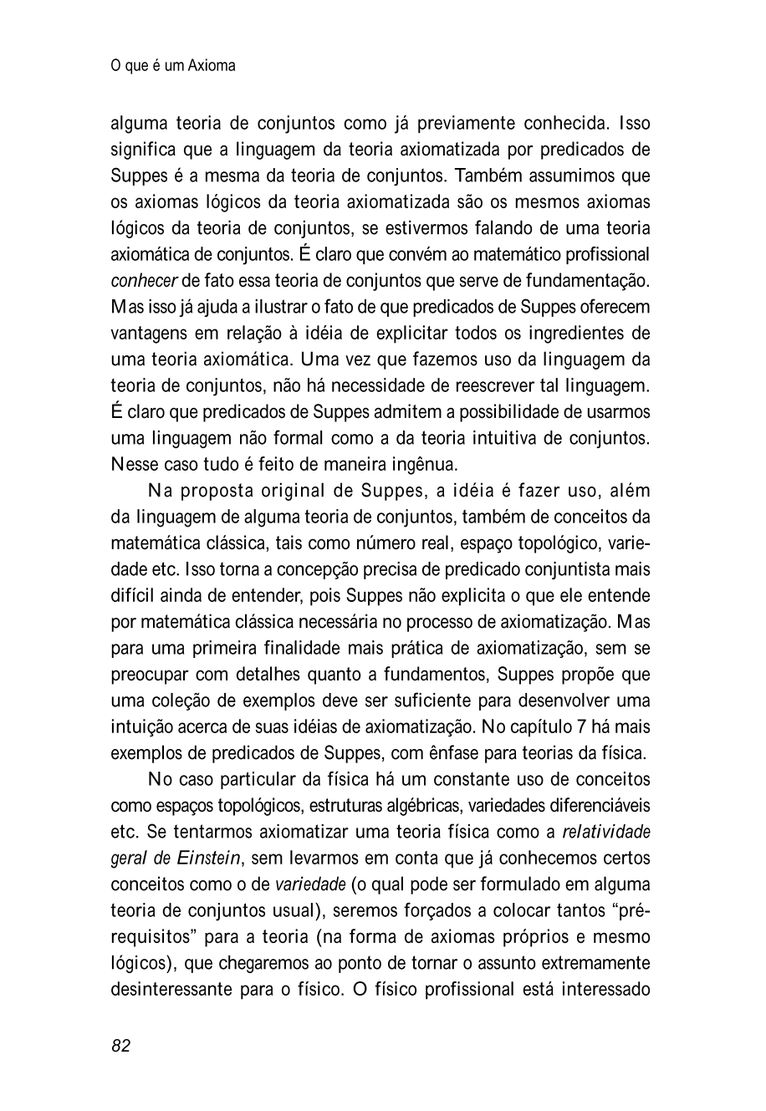 O que é um Axioma
alguma teoria de conjuntos como já previamente conhecida. Isso
significa que a linguagem da teoria axiomatizada por predicados de
Suppes é a mesma da teoria de conjuntos. Também assumimos que
os axiomas lógicos da teoria axiomatizada são os mesmos axiomas
lógicos da teoria de conjuntos, se estivermos falando de uma teoria
axiomática de conjuntos. É claro que convém ao matemático profissional
conhecer de fato essa teoria de conjuntos que serve de fundamentação.
Mas isso já ajuda a ilustrar o fato de que predicados de Suppes oferecem
vantagens em relação à idéia de explicitar todos os ingredientes de
uma teoria axiomática. Uma vez que fazemos uso da linguagem da
teoria de conjuntos, não há necessidade de reescrever tal linguagem.
É claro que predicados de Suppes admitem a possibilidade de usarmos
uma linguagem não formal como a da teoria intuitiva de conjuntos.
Nesse caso tudo é feito de maneira ingênua.
Na proposta original de Suppes, a idéia é fazer uso, além
da linguagem de alguma teoria de conjuntos, também de conceitos da
matemática clássica, tais como número real, espaço topológico, varie-
dade etc. Isso torna a concepção precisa de predicado conjuntista mais
difícil ainda de entender, pois Suppes não explicita o que ele entende
por matemática clássica necessária no processo de axiomatização. Mas
para uma primeira finalidade mais prática de axiomatização, sem se
preocupar com detalhes quanto a fundamentos, Suppes propõe que
uma coleção de exemplos deve ser suficiente para desenvolver uma
intuição acerca de suas idéias de axiomatização. No capítulo 7 há mais
exemplos de predicados de Suppes, com ênfase para teorias da física.
No caso particular da física há um constante uso de conceitos
como espaços topológicos, estruturas algébricas, variedades diferenciáveis
etc. Se tentarmos axiomatizar uma teoria física como a relatividade
geral de Einstein, sem levarmos em conta que já conhecemos certos
conceitos como o de variedade (o qual pode ser formulado em alguma
teoria de conjuntos usual), seremos forçados a colocar tantos “pré-
requisitos” para a teoria (na forma de axiomas próprios e mesmo
lógicos), que chegaremos ao ponto de tornar o assunto extremamente
desinteressante para o físico. O físico profissional está interessado
82